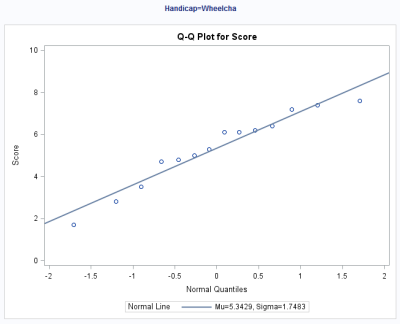 Handicap=Wheelcha
Q-Q Plot for Score
10
8
6
4
2
0
Score
-2
-1.5
-1
-0.5
0
0.5
1
1.5
2
Normal Quantiles
Normal Line
Mu=5.3429, Sigma=1.7483